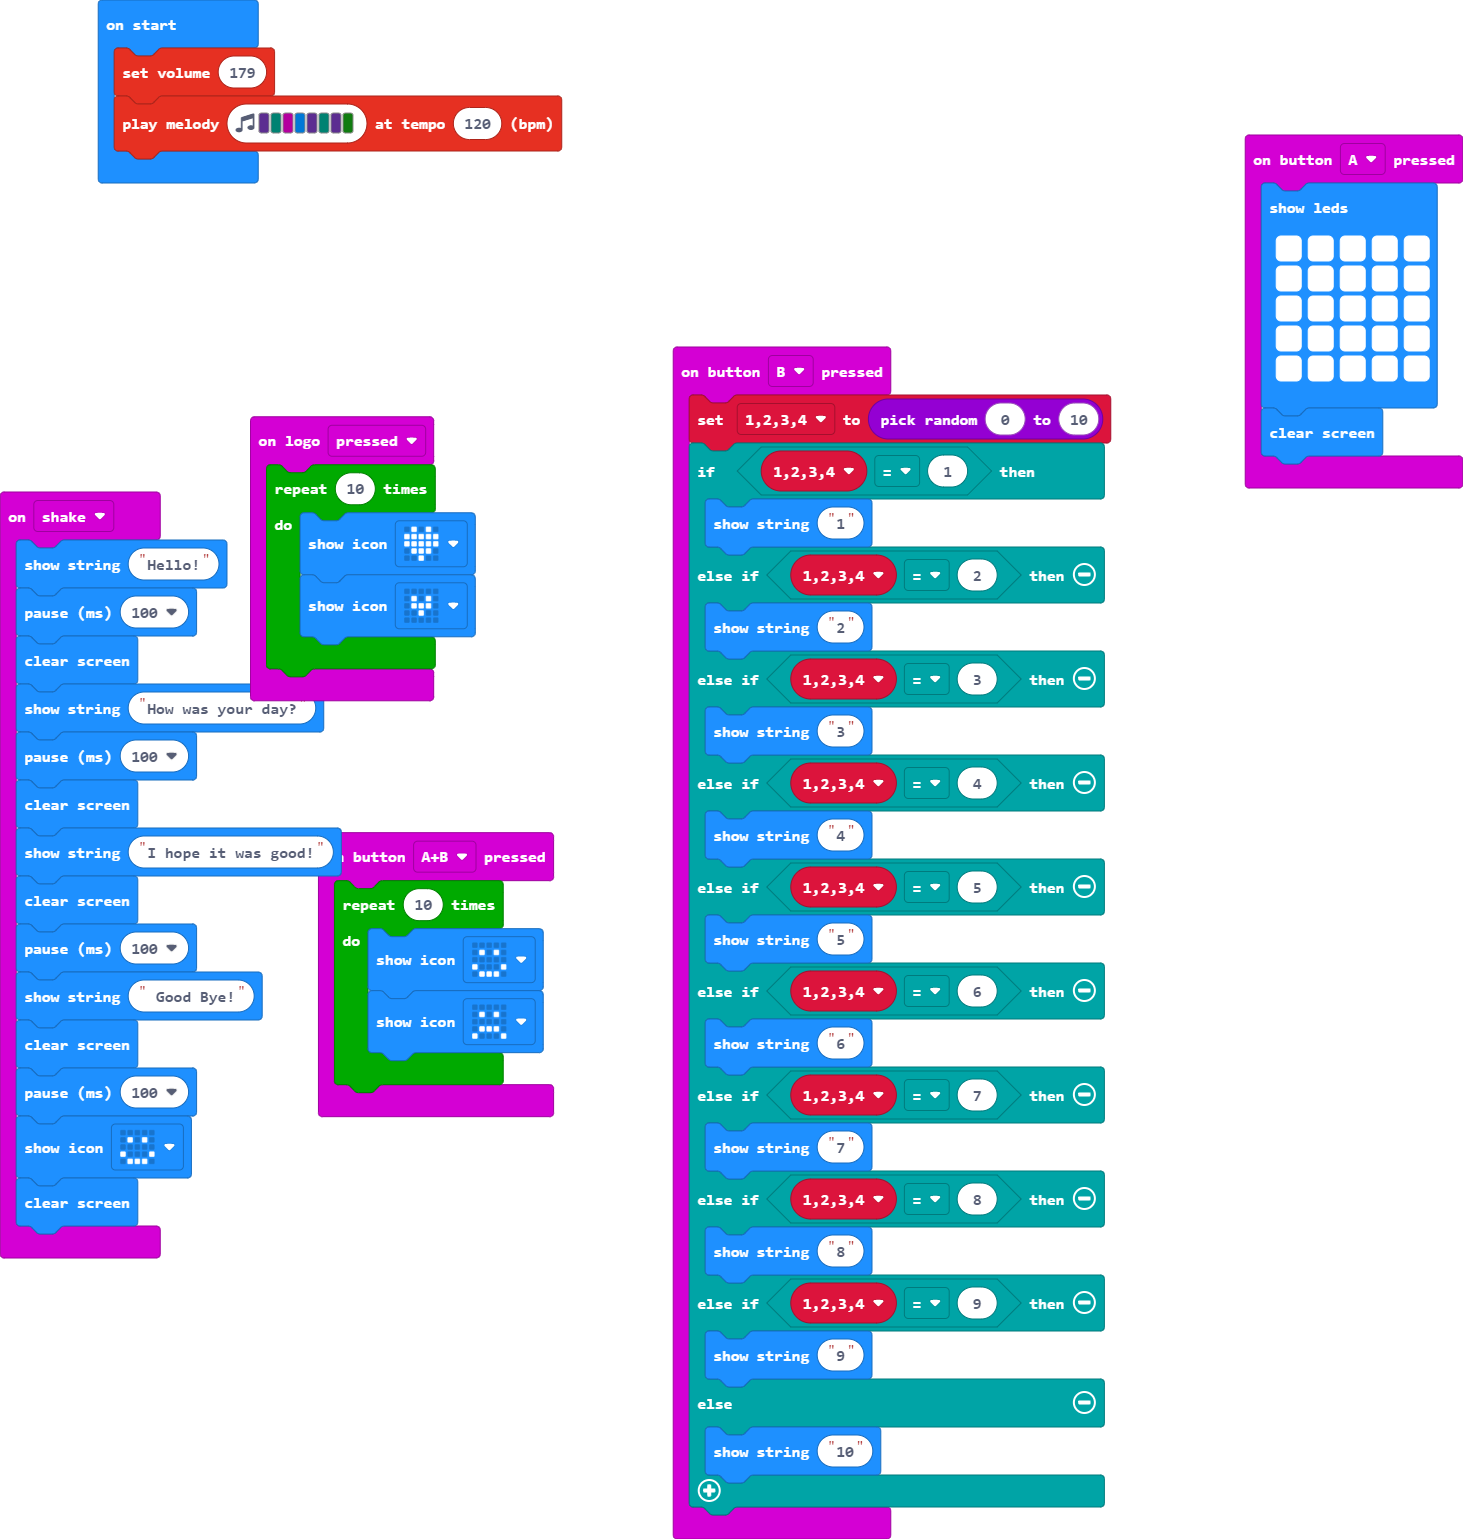 on start
set volume 179
play melody at tempo 120 (bpm)
on button A pressed
show leds
clear screen
on logo pressed
repeat 10 times
do
show icon
show icon
on shake
show string "Hello!"
pause (ms) 100
clear screen
show string "How was your day?
pause (ms) 100
clear screen
show string "I hope it was good!"
clear screen
pause (ms) 100
show string " Good Bye!"
clear screen
pause (ms) 100
show icon
clear screen
button A+B pressed
repeat 10 times
do
show icon
show icon
on button B pressed
set 1,2,3,4 to pick random 0 to 10
if 1,2,3,4 = 1 then
show string "1"
else if 1,2,3,4 = 2 then
show string "2"
else if 1,2,3,4 = 3 then
show string "3"
else if 1,2,3,4 = 4 then
show string "4"
else if 1,2,3,4 = 5 then
show string "5"
else if 1,2,3,4 = 6 then
show string "6"
else if 1,2,3,4 = 7 then
show string "7"
else if 1,2,3,4 = 8 then
show string "8"
else if 1,2,3,4 = 9 then
show string "9"
else
show string "10"